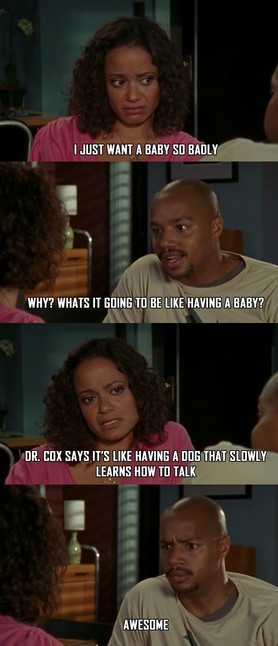 I JUST WANT A BABY SO BADLY
WHY? WHATS IT GOING TO BE LIKE HAVING A BABY?
DR. COX SAYS IT'S LIKE HAVING A DOG THAT SLOWLY
LEARNS HOW TO TALK
AWESOME